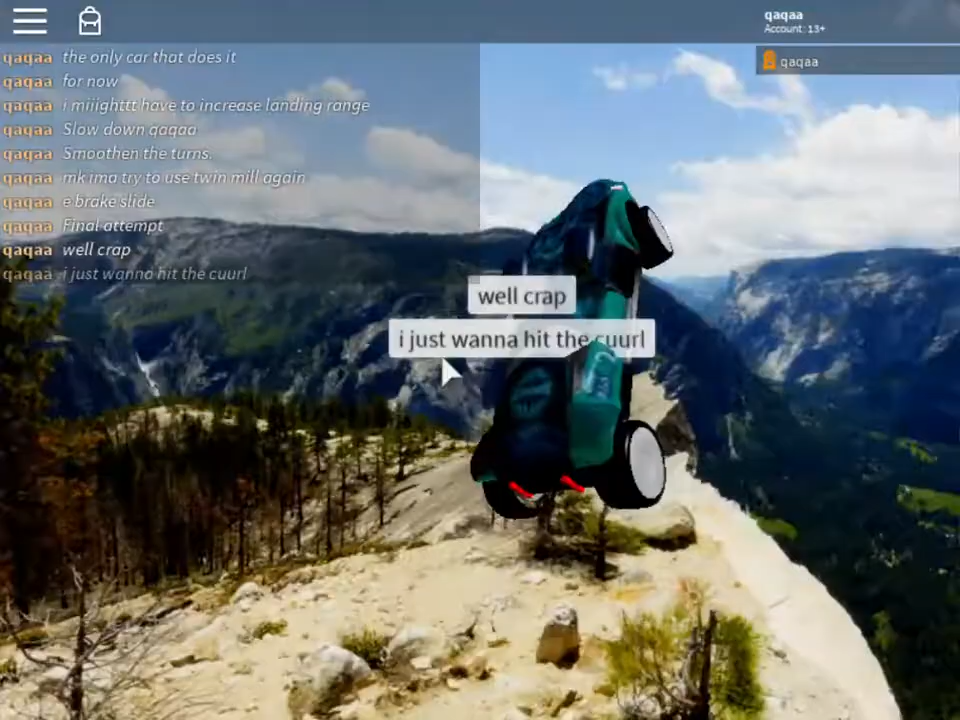 qaqaa
Account: 13+
qaqaa
qaqaa the only car that does it
qaqaa for now
qaqaa i miiighttt have to increase landing range
qaqaa Slow down qaqaa
qaqaa Smoothen the turns.
qaqaa mk ima try to use twin mill again
qaqaa e brake slide
qaqaa Final attempt
qaqaa well crap
qaqaa i just wanna hit the cuurl
well crap
i just wanna hit the cuurl